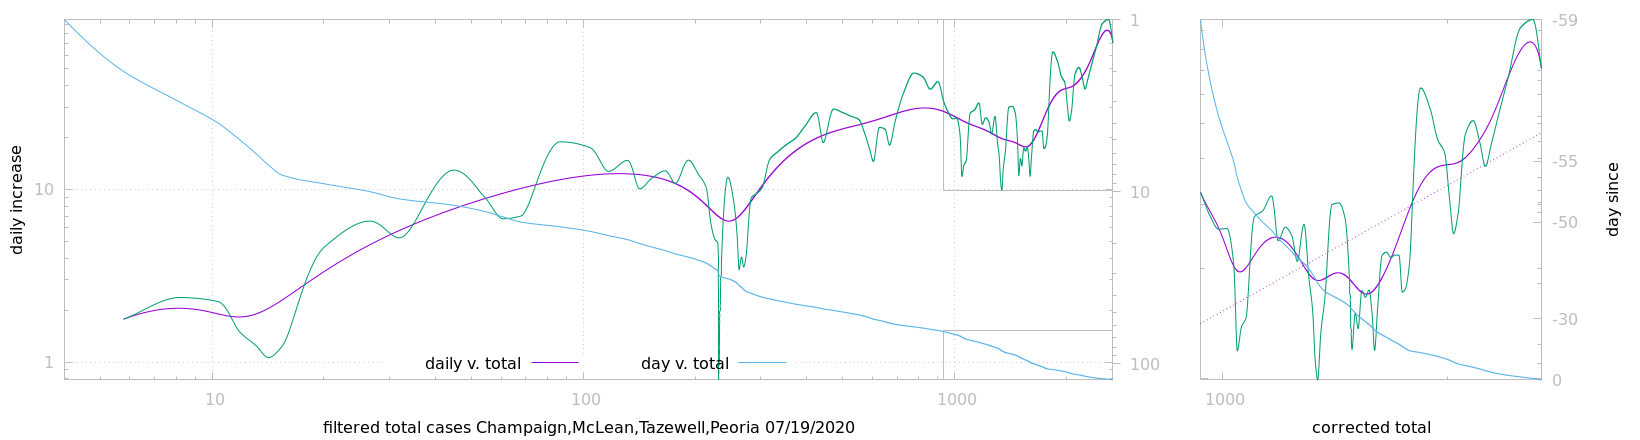 daily increase
10
1
daily v. total
day v. total
10
100
1000
1
10
100
filtered total cases Champaign,McLean,Tazewell,Peoria 07/19/2020
-59
-55
-50
-30
0
day since
1000
corrected total